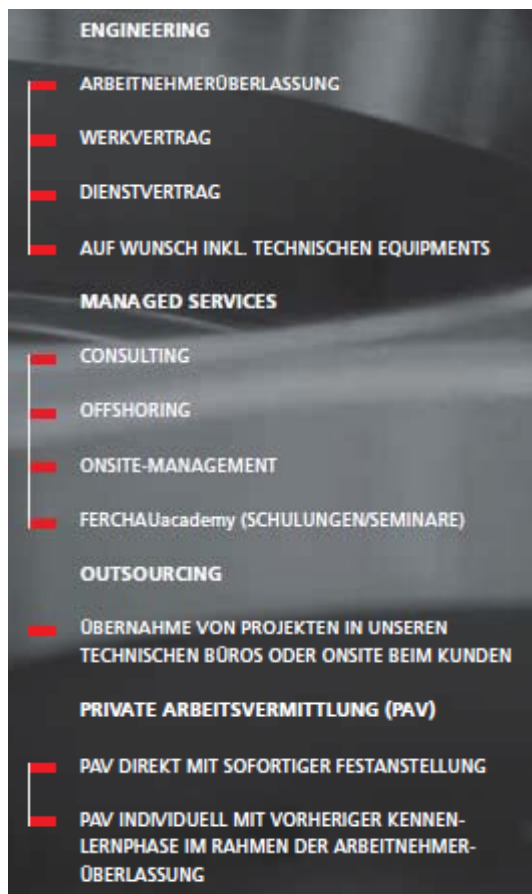 ENGINEERING
ARBEITNEHMERÜBERLASSUNG
WERKVERTRAG
DIENSTVERTRAG
AUF WUNSCH INKL. TECHNISCHEN EQUIPMENTS
MANAGED SERVICES
CONSULTING
OFFSHORING
ONSITE-MANAGEMENT
FERCHAUacademy (SCHULUNGEN/SEMINARE)
OUTSOURCING
ÜBERNAHME VON PROJEKTEN IN UNSEREN
TECHNISCHEN BÜROS ODER ONSITE BEIM KUNDEN
PRIVATE ARBEITSVERMITTLUNG (PAV)
PAV DIREKT MIT SOFORTIGER FESTANSTELLUNG
PAV INDIVIDUELL MIT VORHERIGER KENNEN-
LERNPHASE IM RAHMEN DER ARBEITNEHMER-
ÜBERLASSUNG